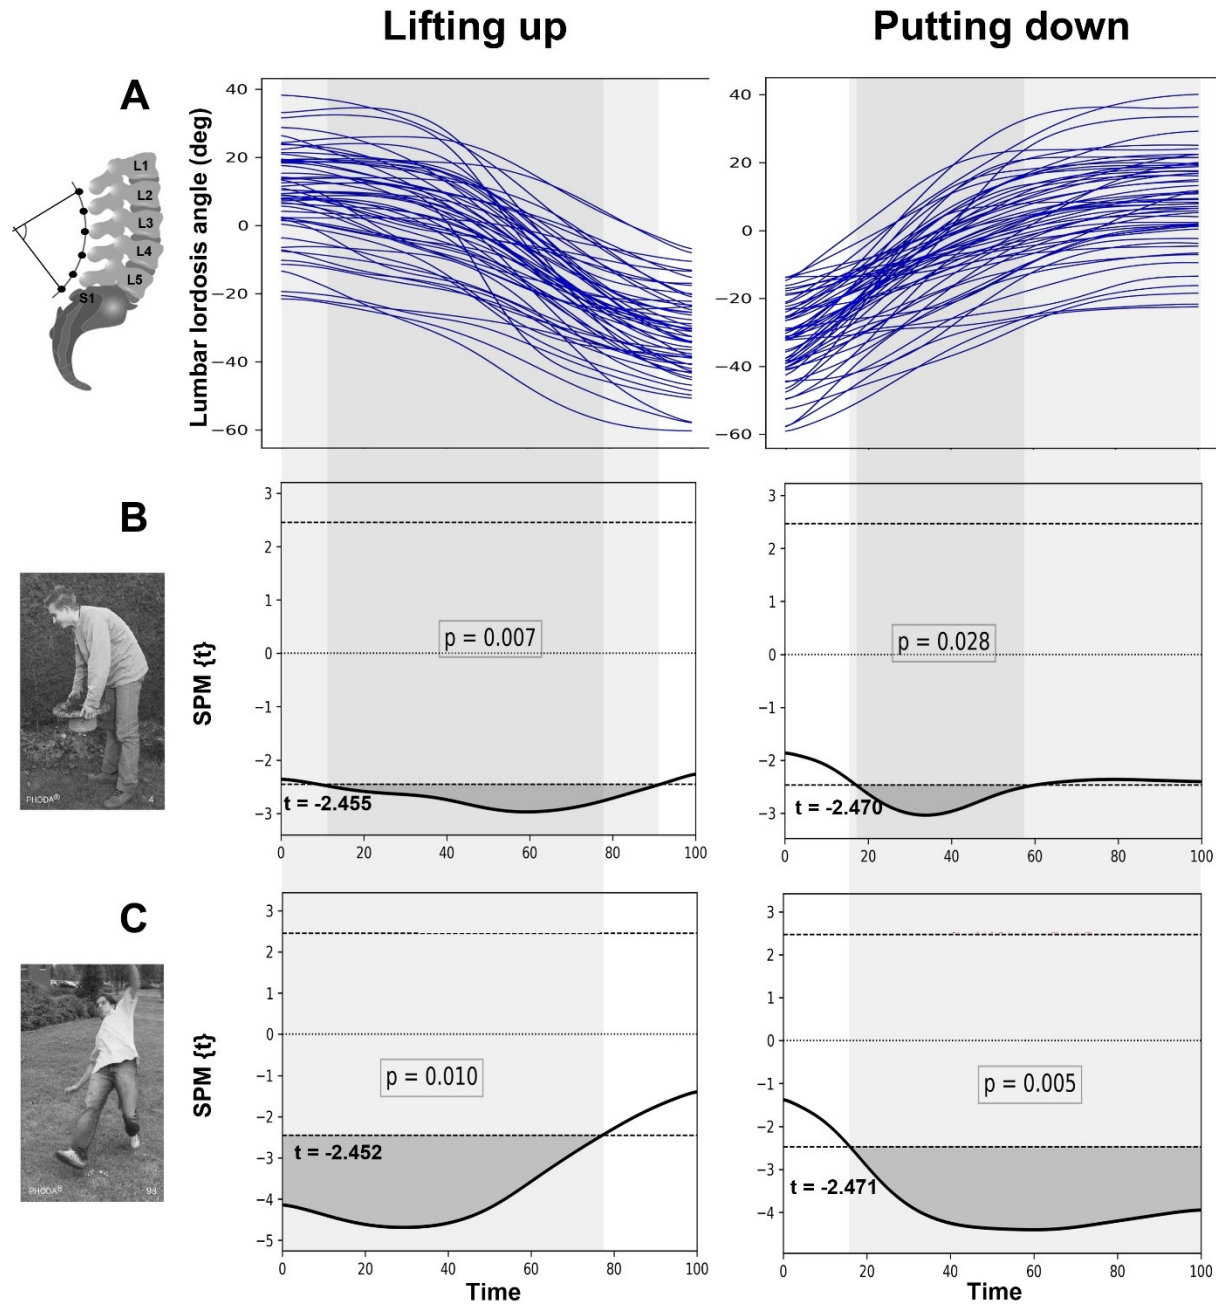 Lifting up
Putting down
A
L1
L2
L3
L4
L5
S1
Lumbar lordosis angle (deg)
40
20
0
−20
−40
−60
40
20
0
−20
−40
−60
B
PHODA(R) 4
SPM {t}
3
2
1
0
−1
−2
−3
p = 0.007
t = -2.455
0 20 40 60 80 100
3
2
1
0
−1
−2
−3
p = 0.028
t = -2.470
0 20 40 60 80 100
C
PHODA® 98
SPM {t}
3
2
1
0
−1
−2
−3
−4
−5
p = 0.010
t = -2.452
0 20 40 60 80 100
Time
3
2
1
0
−1
−2
−3
−4
p = 0.005
t = -2.471
0 20 40 60 80 100
Time